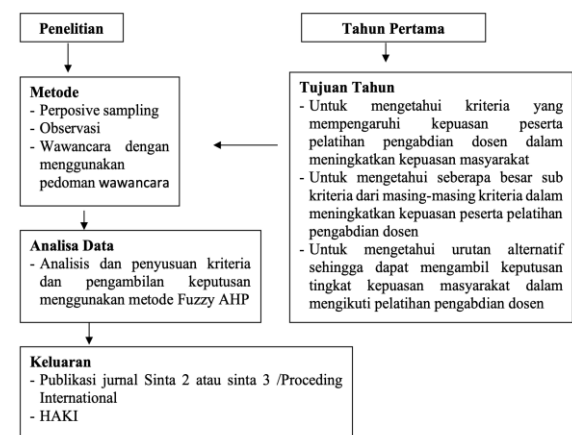 Penelitian
Metode
- Perposive sampling
- Observasi
- Wawancara dengan
menggunakan
pedoman wawancara
Analisa Data
- Analisis dan penyusuan kriteria
dan pengambilan keputusan
menggunakan metode Fuzzy AHP
Keluaran
- Publikasi jurnal Sinta 2 atau sinta 3 /Proceding
International
- HAKI
Tahun Pertama
Tujuan Tahun
- Untuk mengetahui kriteria yang
mempengaruhi kepuasan peserta
pelatihan pengabdian dosen dalam
meningkatkan kepuasan masyarakat
- Untuk mengetahui seberapa besar sub
kriteria dari masing-masing kriteria dalam
meningkatkan kepuasan peserta pelatihan
pengabdian dosen
- Untuk mengetahui urutan alternatif
sehingga dapat mengambil keputusan
tingkat kepuasan masyarakat dalam
mengikuti pelatihan pengabdian dosen